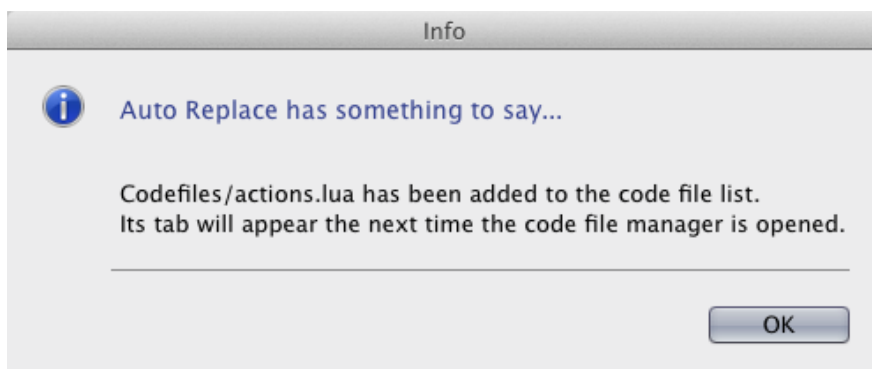 Info
Auto Replace has something to say...
Codefiles/actions.lua has been added to the code file list.
Its tab will appear the next time the code file manager is opened.
OK